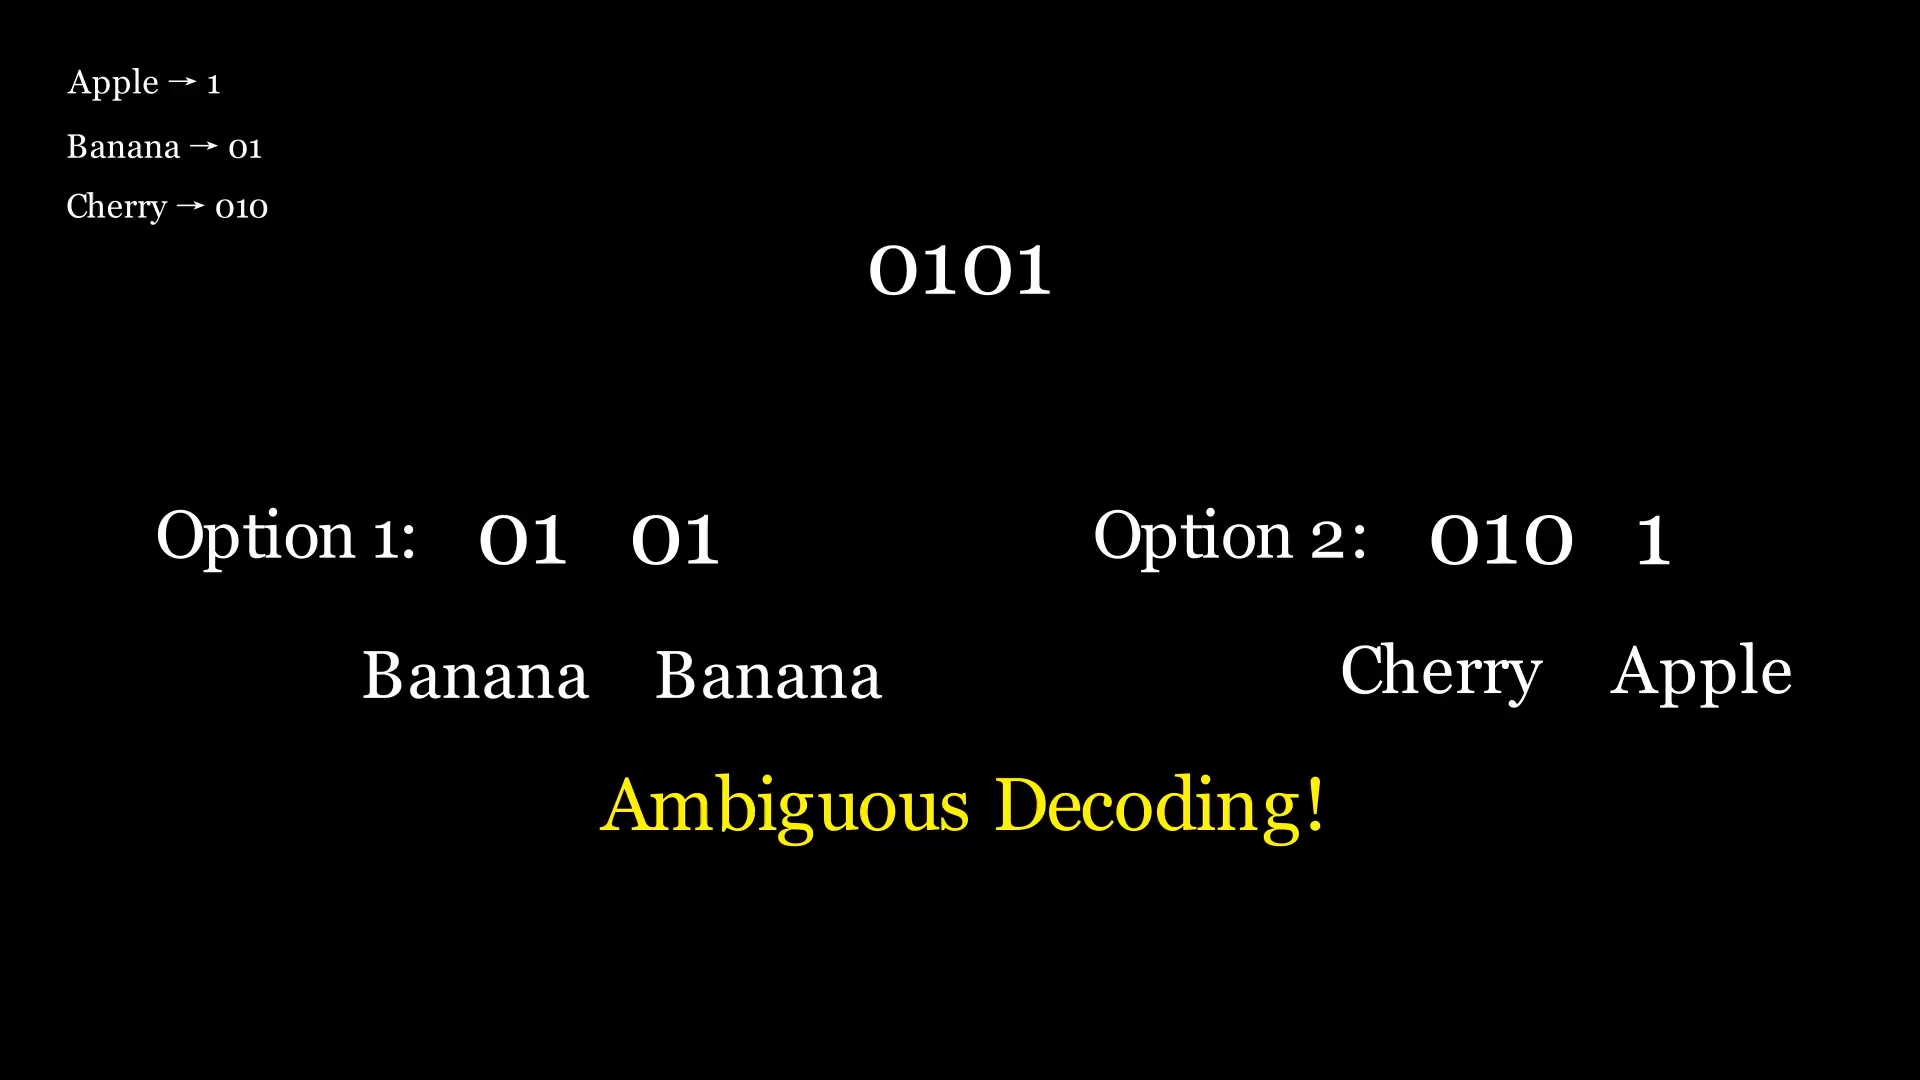 Apple → 1
Banana → 01
Cherry → 010
0101
Option 1: 01 01
Banana Banana
Option 2: 010 1
Cherry Apple
Ambiguous Decoding!